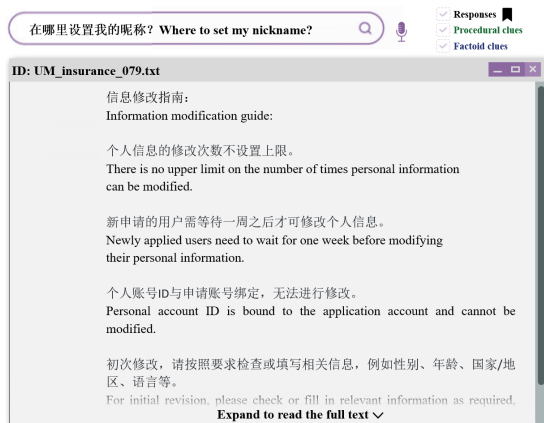 在哪里设置我的昵称？Where to set my nickname?
Responses
Procedural clues
Factoid clues
ID: UM_insurance_079.txt
信息修改指南：
Information modification guide:
个人信息的修改次数不设置上限。
There is no upper limit on the number of times personal information
can be modified.
新申请的用户需等待一周之后才可修改个人信息。
Newly applied users need to wait for one week before modifying
their personal information.
个人账号ID与申请账号绑定，无法进行修改。
Personal account ID is bound to the application account and cannot be
modified.
初次修改，请按照要求检查或填写相关信息，例如性别、年龄、国家/地
区、语言等。
For initial revision, please check or fill in relevant information as required,
Expand to read the full text